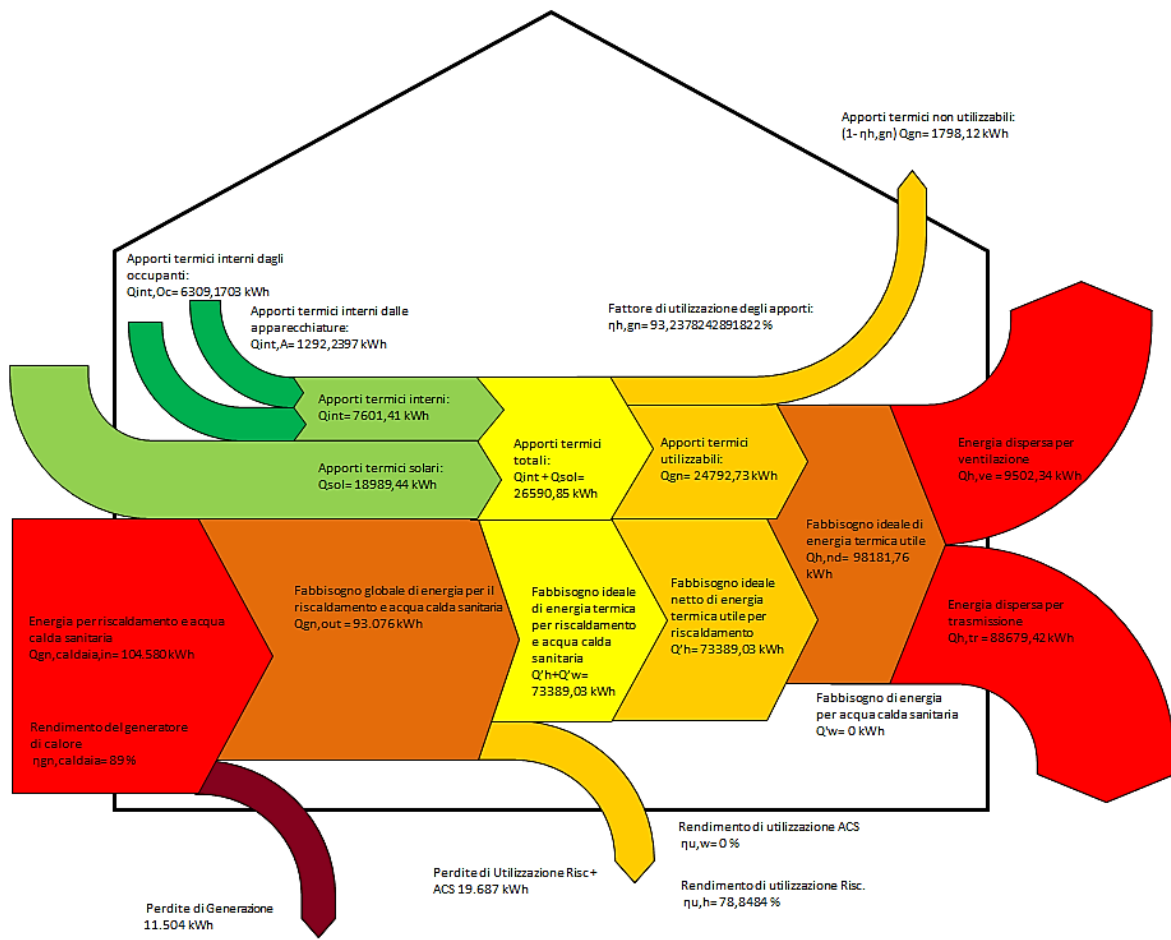 Apporti termici non utilizzabili:
(1- ηh,gn) Qgn= 1798,12 kWh
Apporti termici interni dagli
occupanti:
Qint,Oc= 6309,1703 kWh
Apporti termici interni dalle
apparecchiature:
Qint,A= 1292,2397 kWh
Fattore di utilizzazione degli apporti:
ηh,gn= 93,2378242891822 %
Apporti termici interni:
Qint= 7601,41 kWh
Apporti termici solari:
Qsol= 18989,44 kWh
Apporti termici
totali:
Qint + Qsol=
26590,85 kWh
Apporti termici
utilizzabili:
Qgn= 24792,73 kWh
Energia dispersa per
ventilazione
Qh,ve= 9502,34 kWh
Fabbisogno ideale di
energia termica utile
Qh,nd= 98181,76
kWh
Energia per riscaldamento e acqua
calda sanitaria
Qgn,caldaia,in= 104.580 kWh
Rendimento del generatore
di calore
ηgn,caldaia= 89%
Fabbisogno globale di energia per il
riscaldamento e acqua calda sanitaria
Qgn,out = 93.076 kWh
Fabbisogno ideale
di energia termica
per riscaldamento
e acqua calda
sanitaria
Q'h+Q'w=
73389,03 kWh
Fabbisogno ideale
netto di energia
termica utile per
riscaldamento
Q'h= 73389,03 kWh
Energia dispersa per
trasmissione
Qh,tr= 88679,42 kWh
Fabbisogno di energia
per acqua calda sanitaria
Q'w= 0 kWh
Rendimento di utilizzazione ACS
ηu,w= 0 %
Perdite di Utilizzazione Risc+
ACS 19.687 kWh
Rendimento di utilizzazione Risc.
ηu,h= 78,8484 %
Perdite di Generazione
11.504 kWh